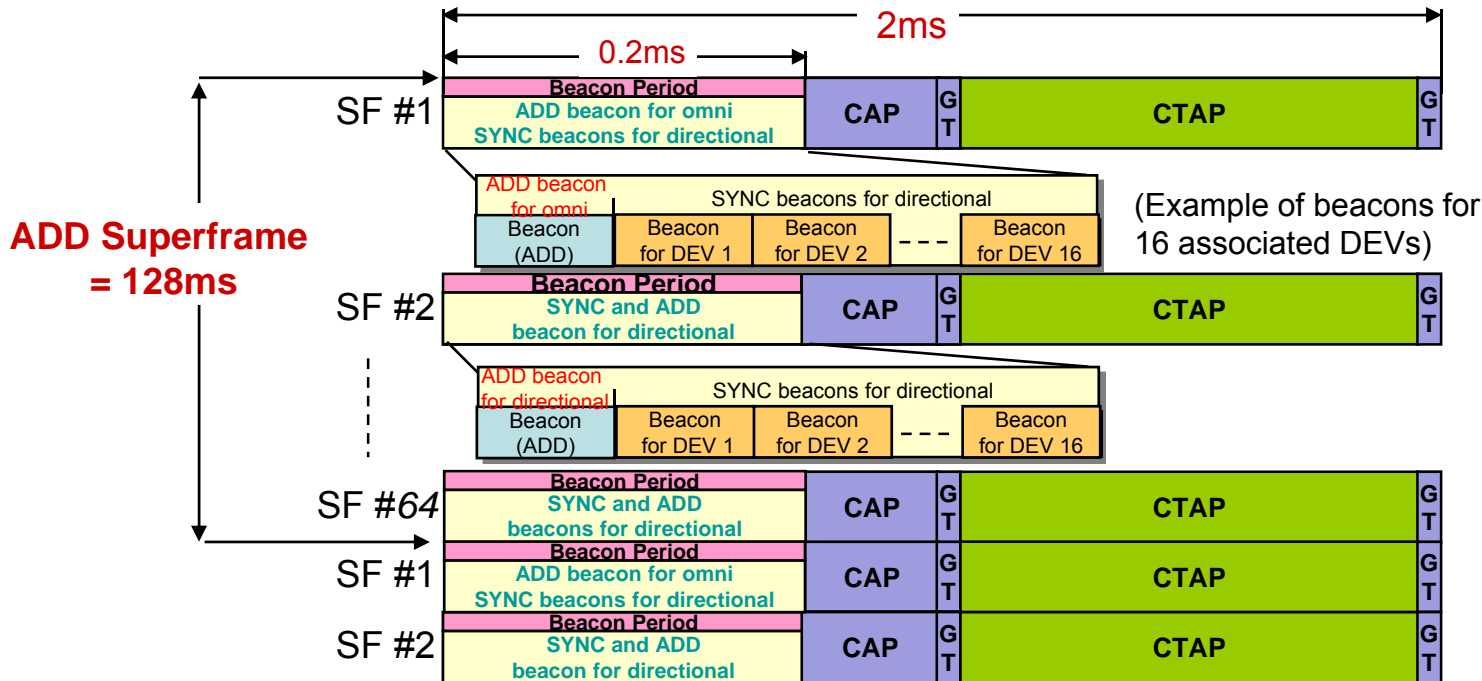 2ms
0.2ms
SF #1
Beacon Period
ADD beacon for omni
SYNC beacons for directional
CAP
G
T
CTAP
G
T
ADD beacon
for omni
SYNC beacons for directional
Beacon
(ADD)
Beacon
for DEV 1
Beacon
for DEV 2
Beacon
for DEV 16
(Example of beacons for
16 associated DEVs)
ADD Superframe
= 128ms
SF #2
Beacon Period
SYNC and ADD
beacon for directional
CAP
G
T
CTAP
G
T
ADD beacon
for directional
SYNC beacons for directional
Beacon
(ADD)
Beacon
for DEV 1
Beacon
for DEV 2
Beacon
for DEV 16
SF #64
Beacon Period
SYNC and ADD
beacons for directional
CAP
G
T
CTAP
G
T
SF #1
Beacon Period
ADD beacon for omni
SYNC beacons for directional
CAP
G
T
CTAP
G
T
SF #2
Beacon Period
SYNC and ADD
beacon for directional
CAP
G
T
CTAP
G
T